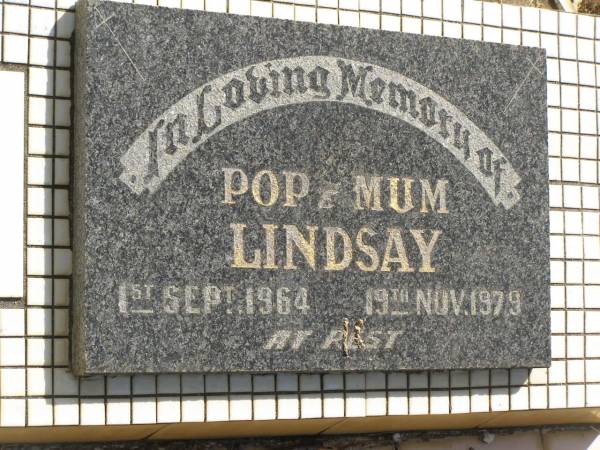 In Loving Memory of
POP & MUM
LINDSAY
1ST SEPT. 1964 19TH NOV. 1979
AT REST